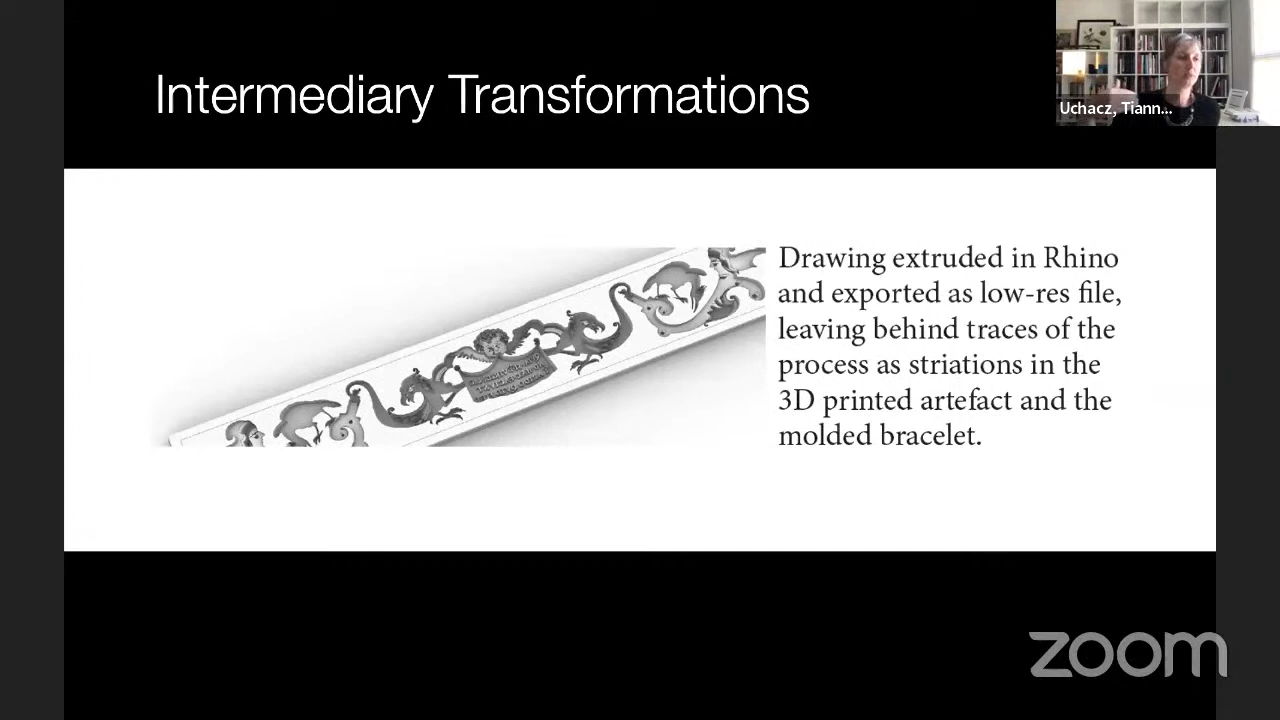 Intermediary Transformations
Uchacz, Tiann...
Drawing extruded in Rhino
and exported as low-res file,
leaving behind traces of the
process as striations in the
3D printed artefact and the
molded bracelet.
zoom